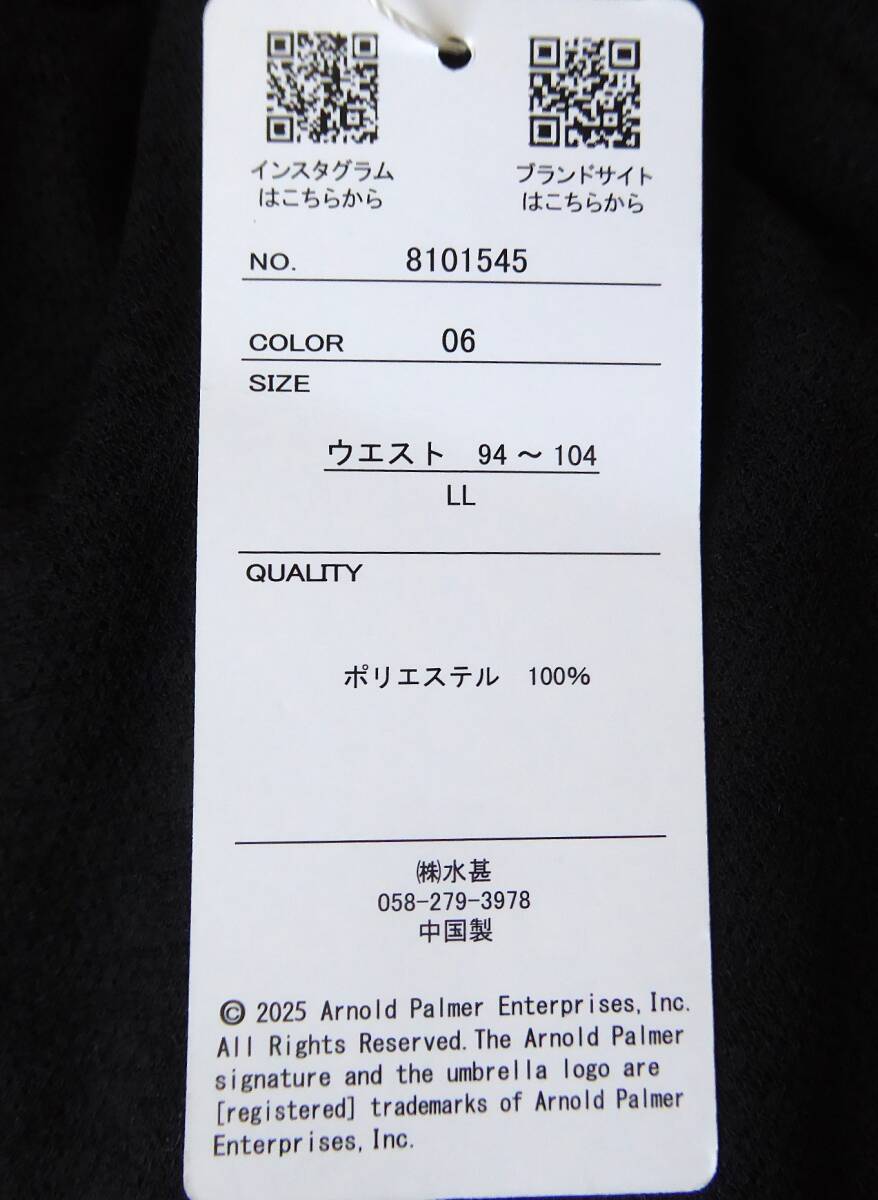 インスタグラム
はこちらから
ブランドサイト
はこちらから
NO. 8101545
COLOR 06
SIZE
ウエスト 94 ～ 104
LL
QUALITY
ポリエステル 100%
㈱水甚
058-279-3978
中国製
© 2025 Arnold Palmer Enterprises, Inc.
All Rights Reserved. The Arnold Palmer
signature and the umbrella logo are
[registered] trademarks of Arnold Palmer
Enterprises, Inc.